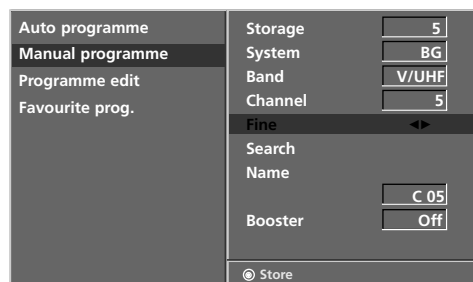 Auto programme
Manual programme
Programme edit
Favourite prog.
Storage 5
System BG
Band V/UHF
Channel 5
Fine ◀▶
Search
Name
C 05
Booster Off
Store